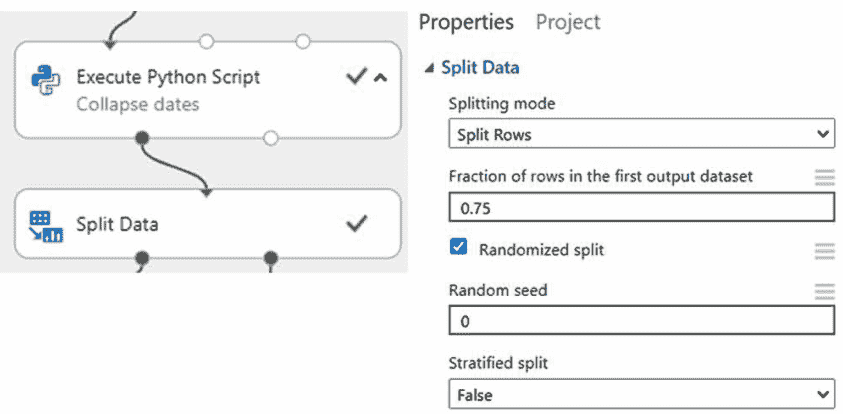 Execute Python Script
Collapse dates
Split Data
Properties Project
Split Data
Splitting mode
Split Rows
Fraction of rows in the first output dataset
0.75
Randomized split
Random seed
0
Stratified split
False